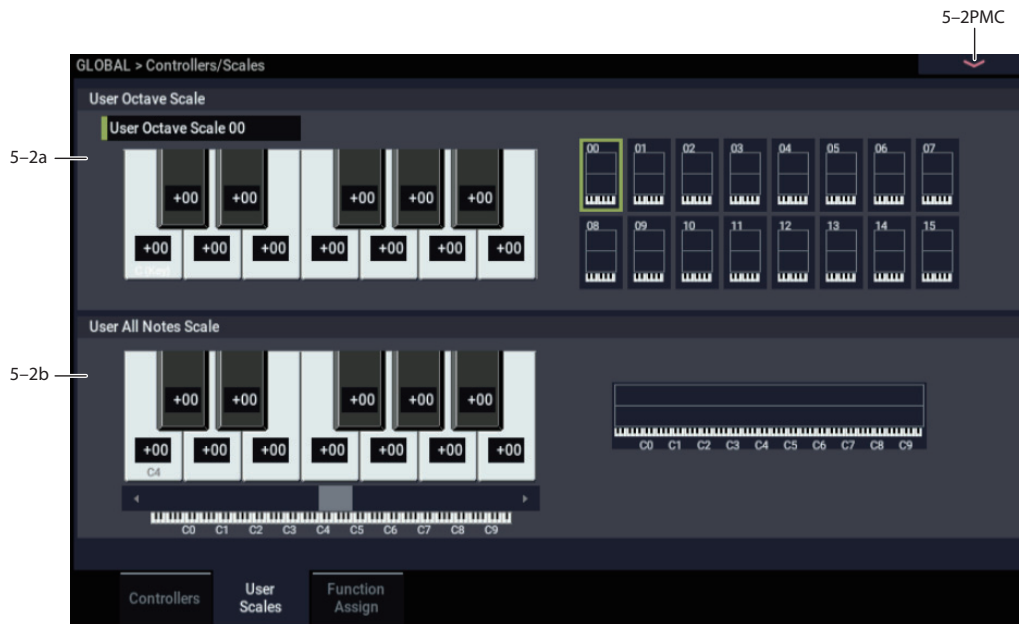 5–2PMC
GLOBAL > Controllers/Scales
User Octave Scale
User Octave Scale 00
5–2a
00 01 02 03 04 05 06 07
+00 +00 +00 +00 +00
+00 +00 +00 +00 +00 +00 +00
C (Key)
08 09 10 11 12 13 14 15
User All Notes Scale
5–2b
+00 +00 +00 +00 +00
+00 +00 +00 +00 +00 +00 +00
C4
C0 C1 C2 C3 C4 C5 C6 C7 C8 C9
C0 C1 C2 C3 C4 C5 C6 C7 C8 C9
Controllers
User
Scales
Function
Assign